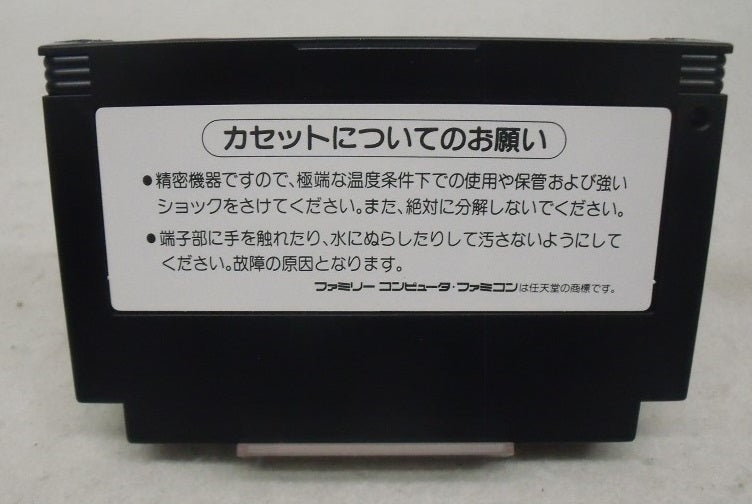 カセットについてのお願い
●精密機器ですので、極端な温度条件下での使用や保管および強い
ショックをさけてください。また、絶対に分解しないでください。
●端子部に手を触れたり、水にぬらしたりして汚さないようにして
ください。故障の原因となります。
ファミリー コンピュータ・ファミコンは任天堂の商標です。